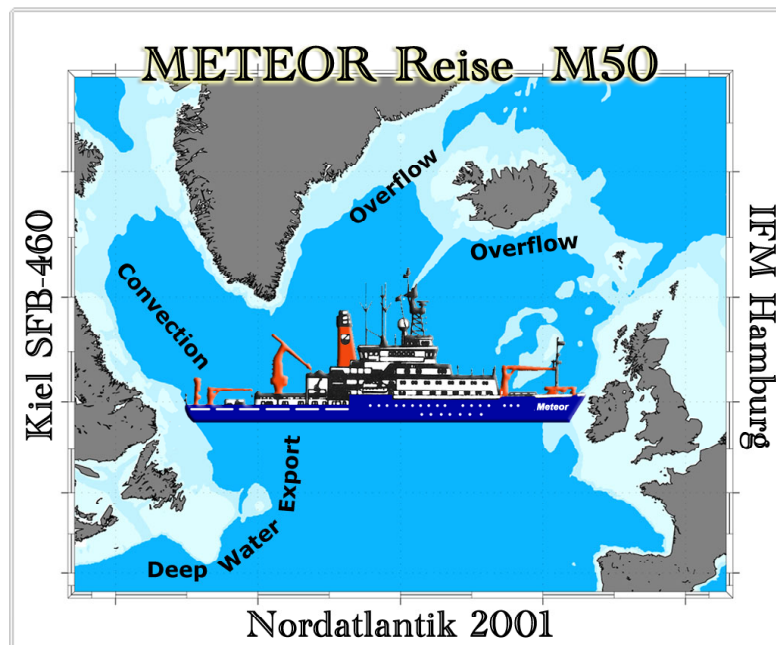 METEOR Reise M50
Overflow
Overflow
Convection
Kiel SFB-460
IFM Hamburg
Meteor
Deep Water Export
Nordatlantik 2001